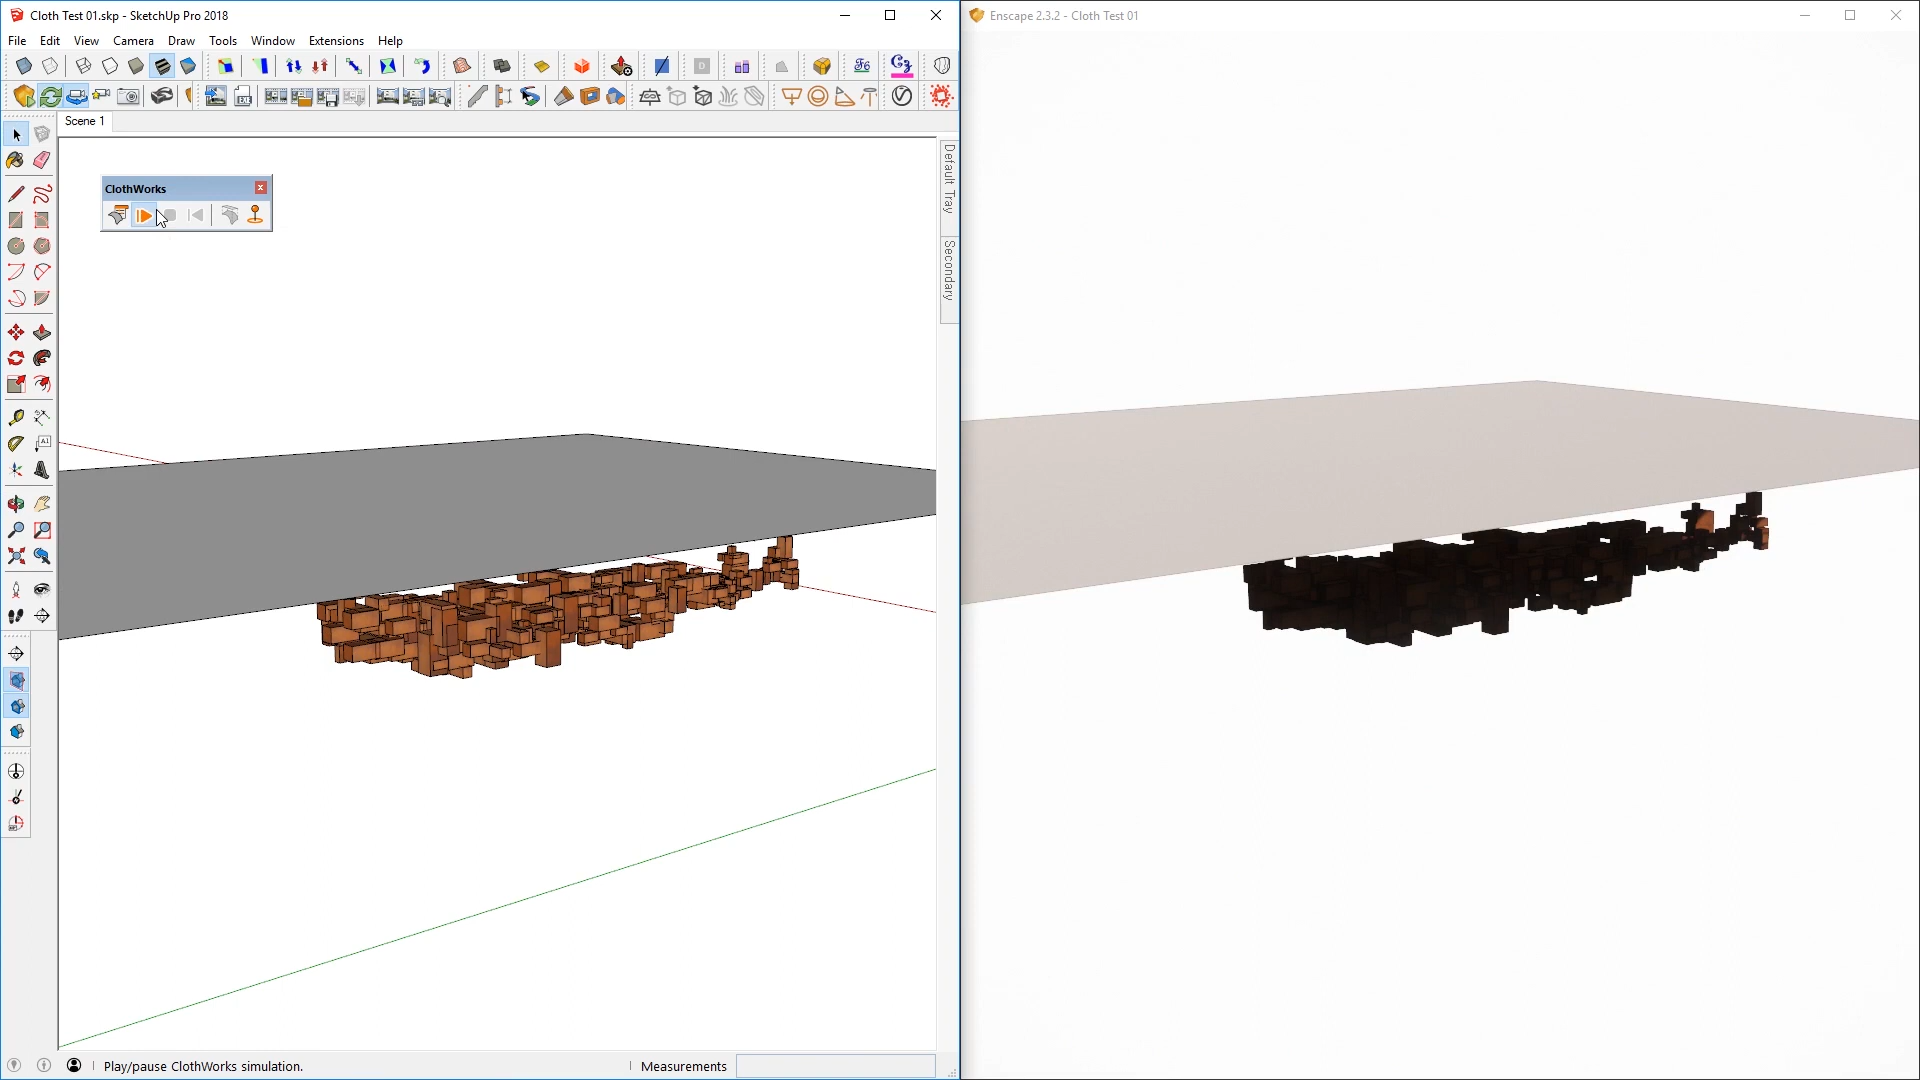 Cloth Test 01.skp - SketchUp Pro 2018
Enscape 2.3.2 - Cloth Test 01
File Edit View Camera Draw Tools Window Extensions Help
Scene 1
ClothWorks
Default Tray
Secondary
Play/pause ClothWorks simulation.
Measurements